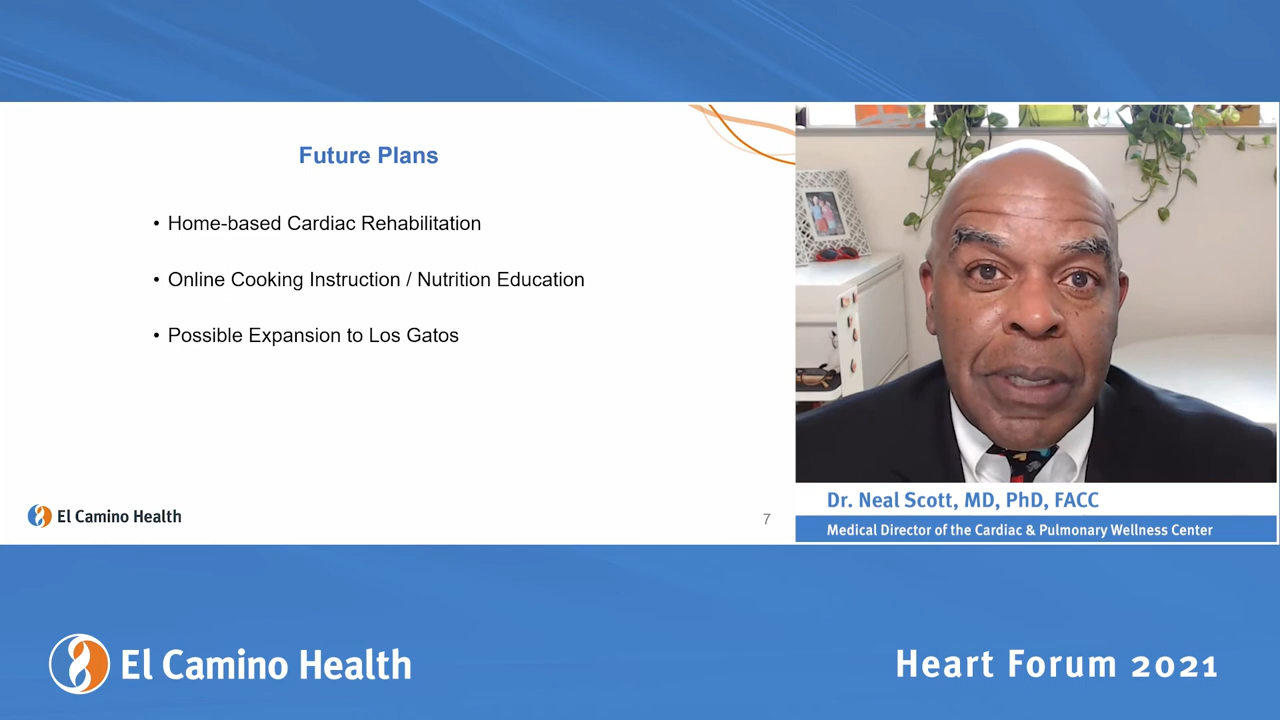 Future Plans
• Home-based Cardiac Rehabilitation
• Online Cooking Instruction / Nutrition Education
• Possible Expansion to Los Gatos
El Camino Health
7
Dr. Neal Scott, MD, PhD, FACC
Medical Director of the Cardiac & Pulmonary Wellness Center
El Camino Health
Heart Forum 2021